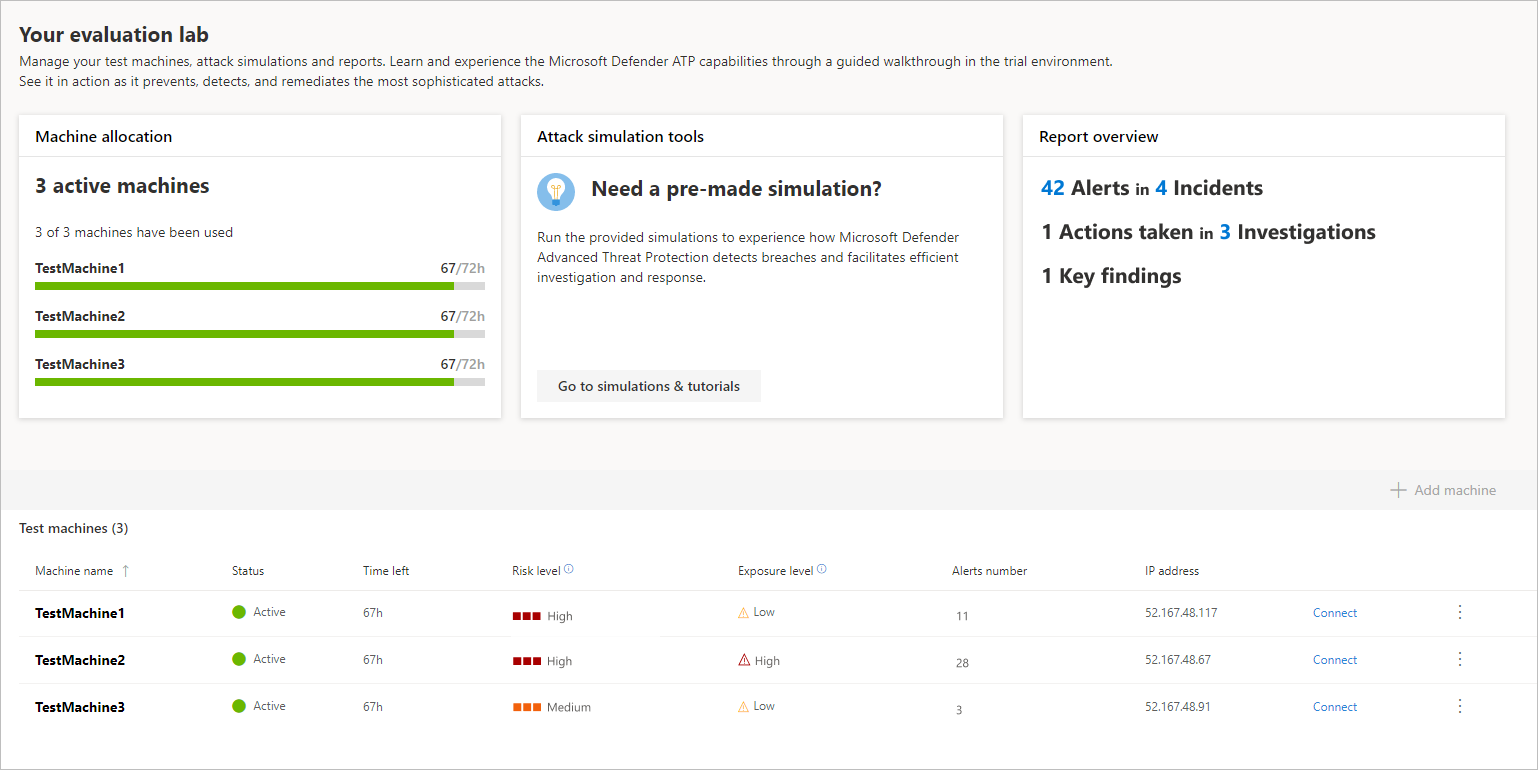 Your evaluation lab
Manage your test machines, attack simulations and reports. Learn and experience the Microsoft Defender ATP capabilities through a guided walkthrough in the trial environment.
See it in action as it prevents, detects, and remediates the most sophisticated attacks.
Machine allocation
3 active machines
3 of 3 machines have been used
TestMachine1 67/72h
TestMachine2 67/72h
TestMachine3 67/72h
Attack simulation tools
Need a pre-made simulation?
Run the provided simulations to experience how Microsoft Defender
Advanced Threat Protection detects breaches and facilitates efficient
investigation and response.
Go to simulations & tutorials
Report overview
42 Alerts in 4 Incidents
1 Actions taken in 3 Investigations
1 Key findings
Add machine
Test machines (3)
Machine name ↑ Status Time left Risk level Exposure level Alerts number IP address
TestMachine1 Active 67h High Low 11 52.167.48.117 Connect
TestMachine2 Active 67h High High 28 52.167.48.67 Connect
TestMachine3 Active 67h Medium Low 3 52.167.48.91 Connect